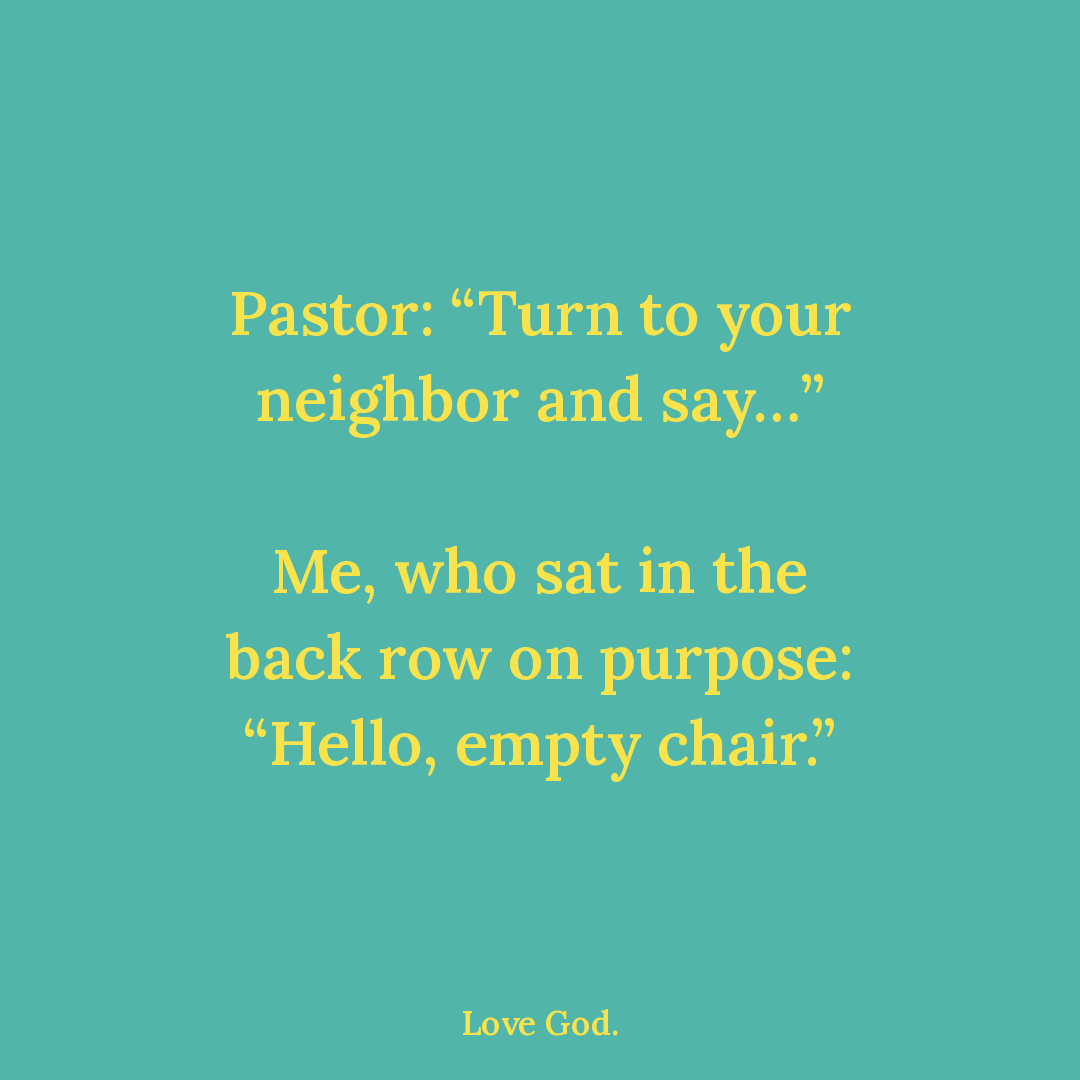 Pastor: “Turn to your
neighbor and say…”
Me, who sat in the
back row on purpose:
“Hello, empty chair.”
Love God.